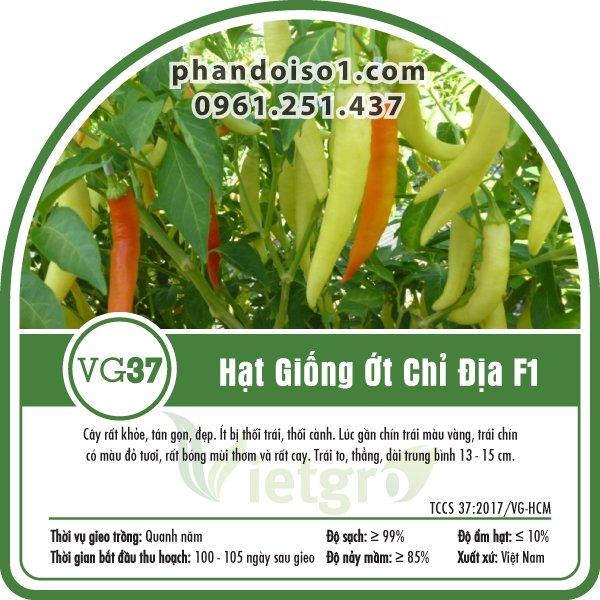 phandoiso1.com
0961.251.437
VG37
Hạt Giống Ớt Chỉ Địa F1
Cây rất khỏe, tán gọn, đẹp. Ít bị thối trái, thối cành. Lúc gần chín trái màu vàng, trái chín
có màu đỏ tươi, rất bóng mùi thơm và rất cay. Trái to, thẳng, dài trung bình 13 - 15 cm.
Vietgro
TCCS 37:2017/VG-HCM
Thời vụ gieo trồng: Quanh năm Độ sạch: ≥ 99% Độ ẩm hạt: ≤ 10%
Thời gian bắt đầu thu hoạch: 100 - 105 ngày sau gieo Độ nảy mầm: ≥ 85% Xuất xứ: Việt Nam